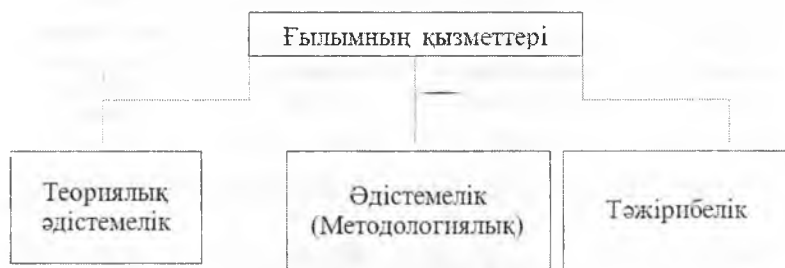 Ғылымның қызметтері
Теориялық
әдістемелік
Әдістемелік
(Методологиялық)
Тәжірибелік